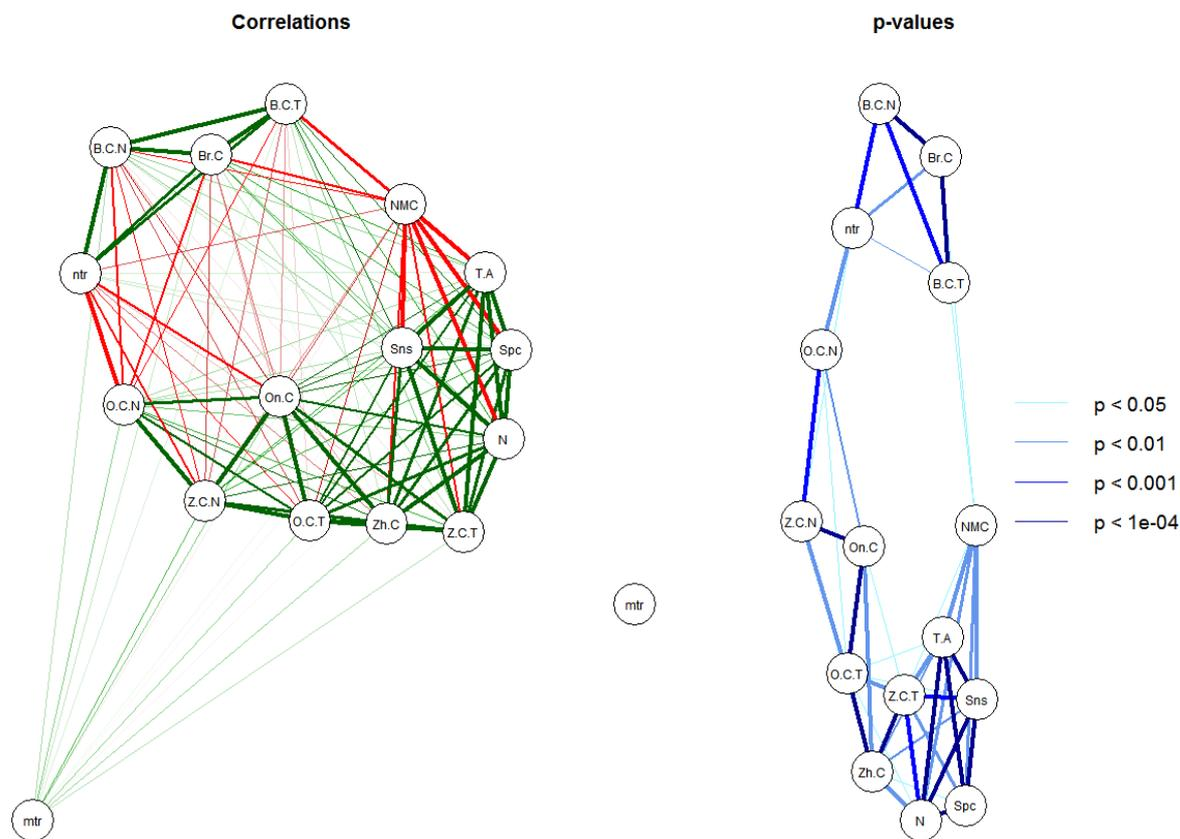 Correlations
p-values
B.C.T
B.C.N
Br.C
NMC
ntr
T.A
Sns
Spc
O.C.N
On.C
N
Z.C.N
O.C.T
Zh.C
Z.C.T
mtr
B.C.N
Br.C
ntr
B.C.T
O.C.N
Z.C.N
On.C
NMC
mtr
T.A
O.C.T
Z.C.T
Sns
Zh.C
N
Spc
p < 0.05
p < 0.01
p < 0.001
p < 1e-04